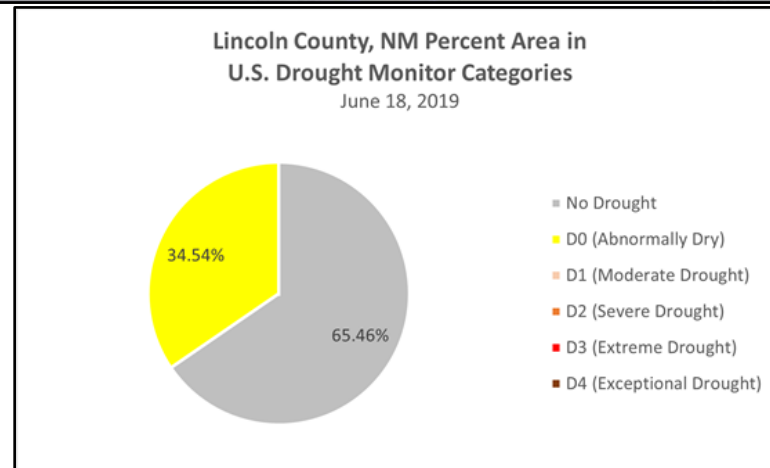 Lincoln County, NM Percent Area in
U.S. Drought Monitor Categories
June 18, 2019
34.54%
65.46%
No Drought
D0 (Abnormally Dry)
D1 (Moderate Drought)
D2 (Severe Drought)
D3 (Extreme Drought)
D4 (Exceptional Drought)